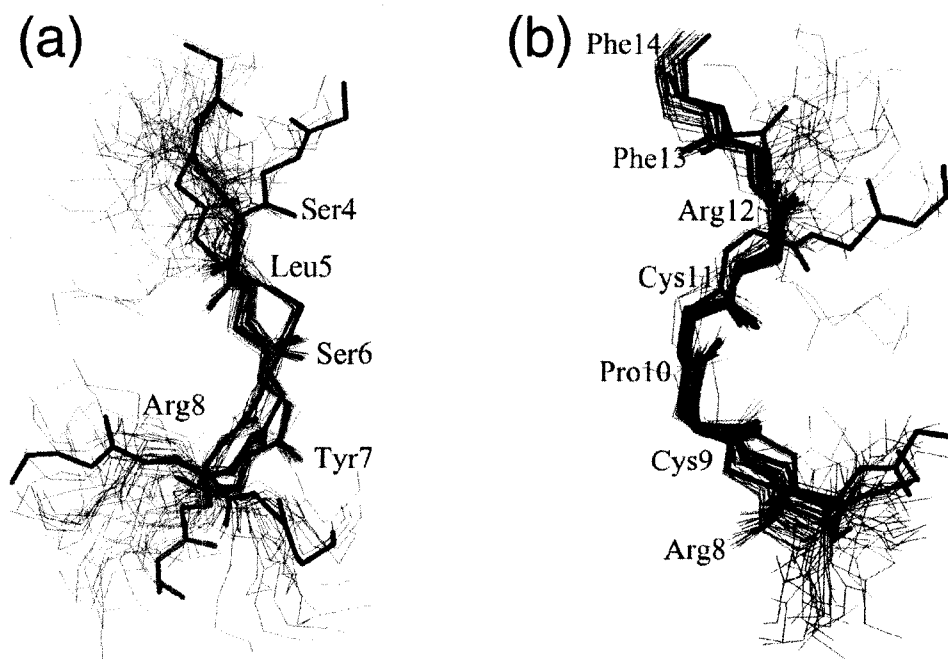 (a)
Ser4
Leu5
Ser6
Arg8
Tyr7
(b)
Phe14
Phe13
Arg12
Cys11
Pro10
Cys9
Arg8